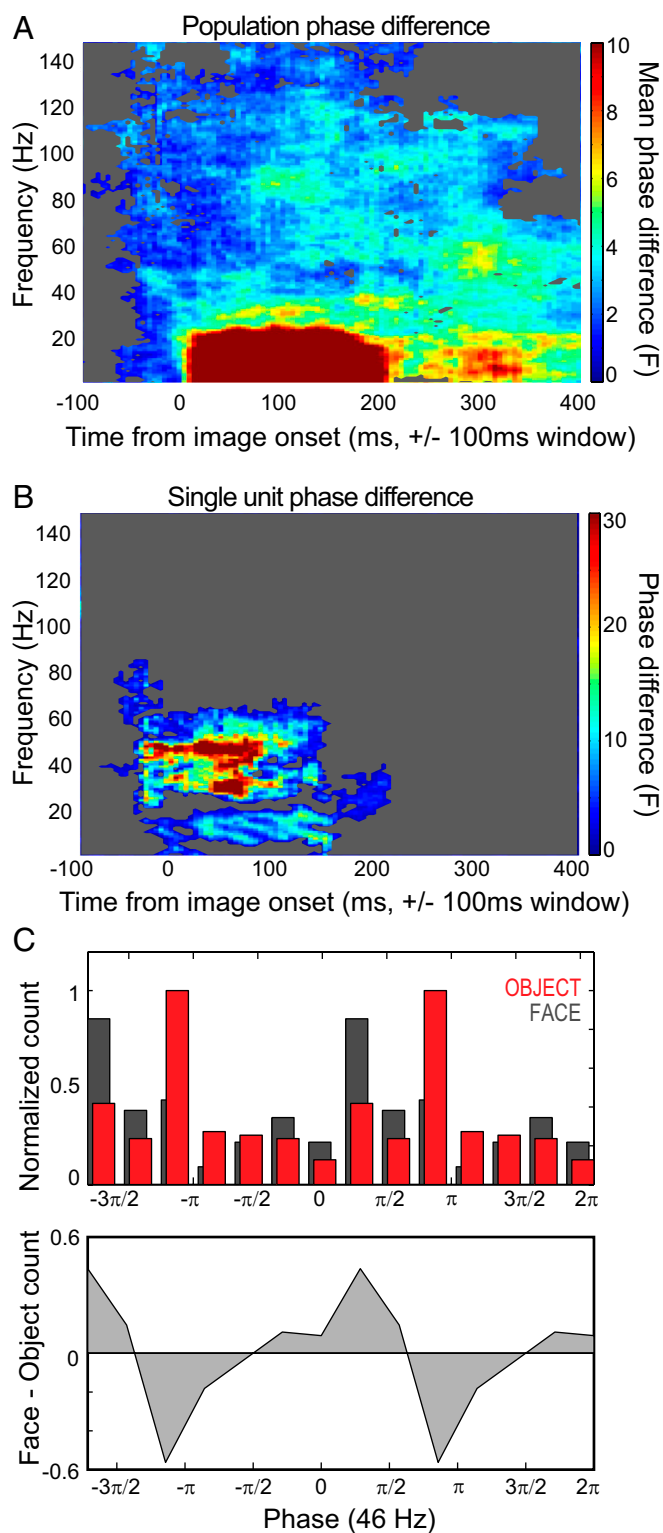 A
Population phase difference
140
120
100
80
60
40
20
Frequency (Hz)
-100 0 100 200 300 400
Time from image onset (ms, +/- 100ms window)
10
8
6
4
2
0
Mean phase difference (F)
B
Single unit phase difference
140
120
100
80
60
40
20
Frequency (Hz)
-100 0 100 200 300 400
Time from image onset (ms, +/- 100ms window)
30
20
10
0
Phase difference (F)
C
OBJECT
FACE
1
0.5
0
Normalized count
-3π/2 -π -π/2 0 π/2 π 3π/2 2π
0.6
0
-0.6
Face - Object count
-3π/2 -π -π/2 0 π/2 π 3π/2 2π
Phase (46 Hz)